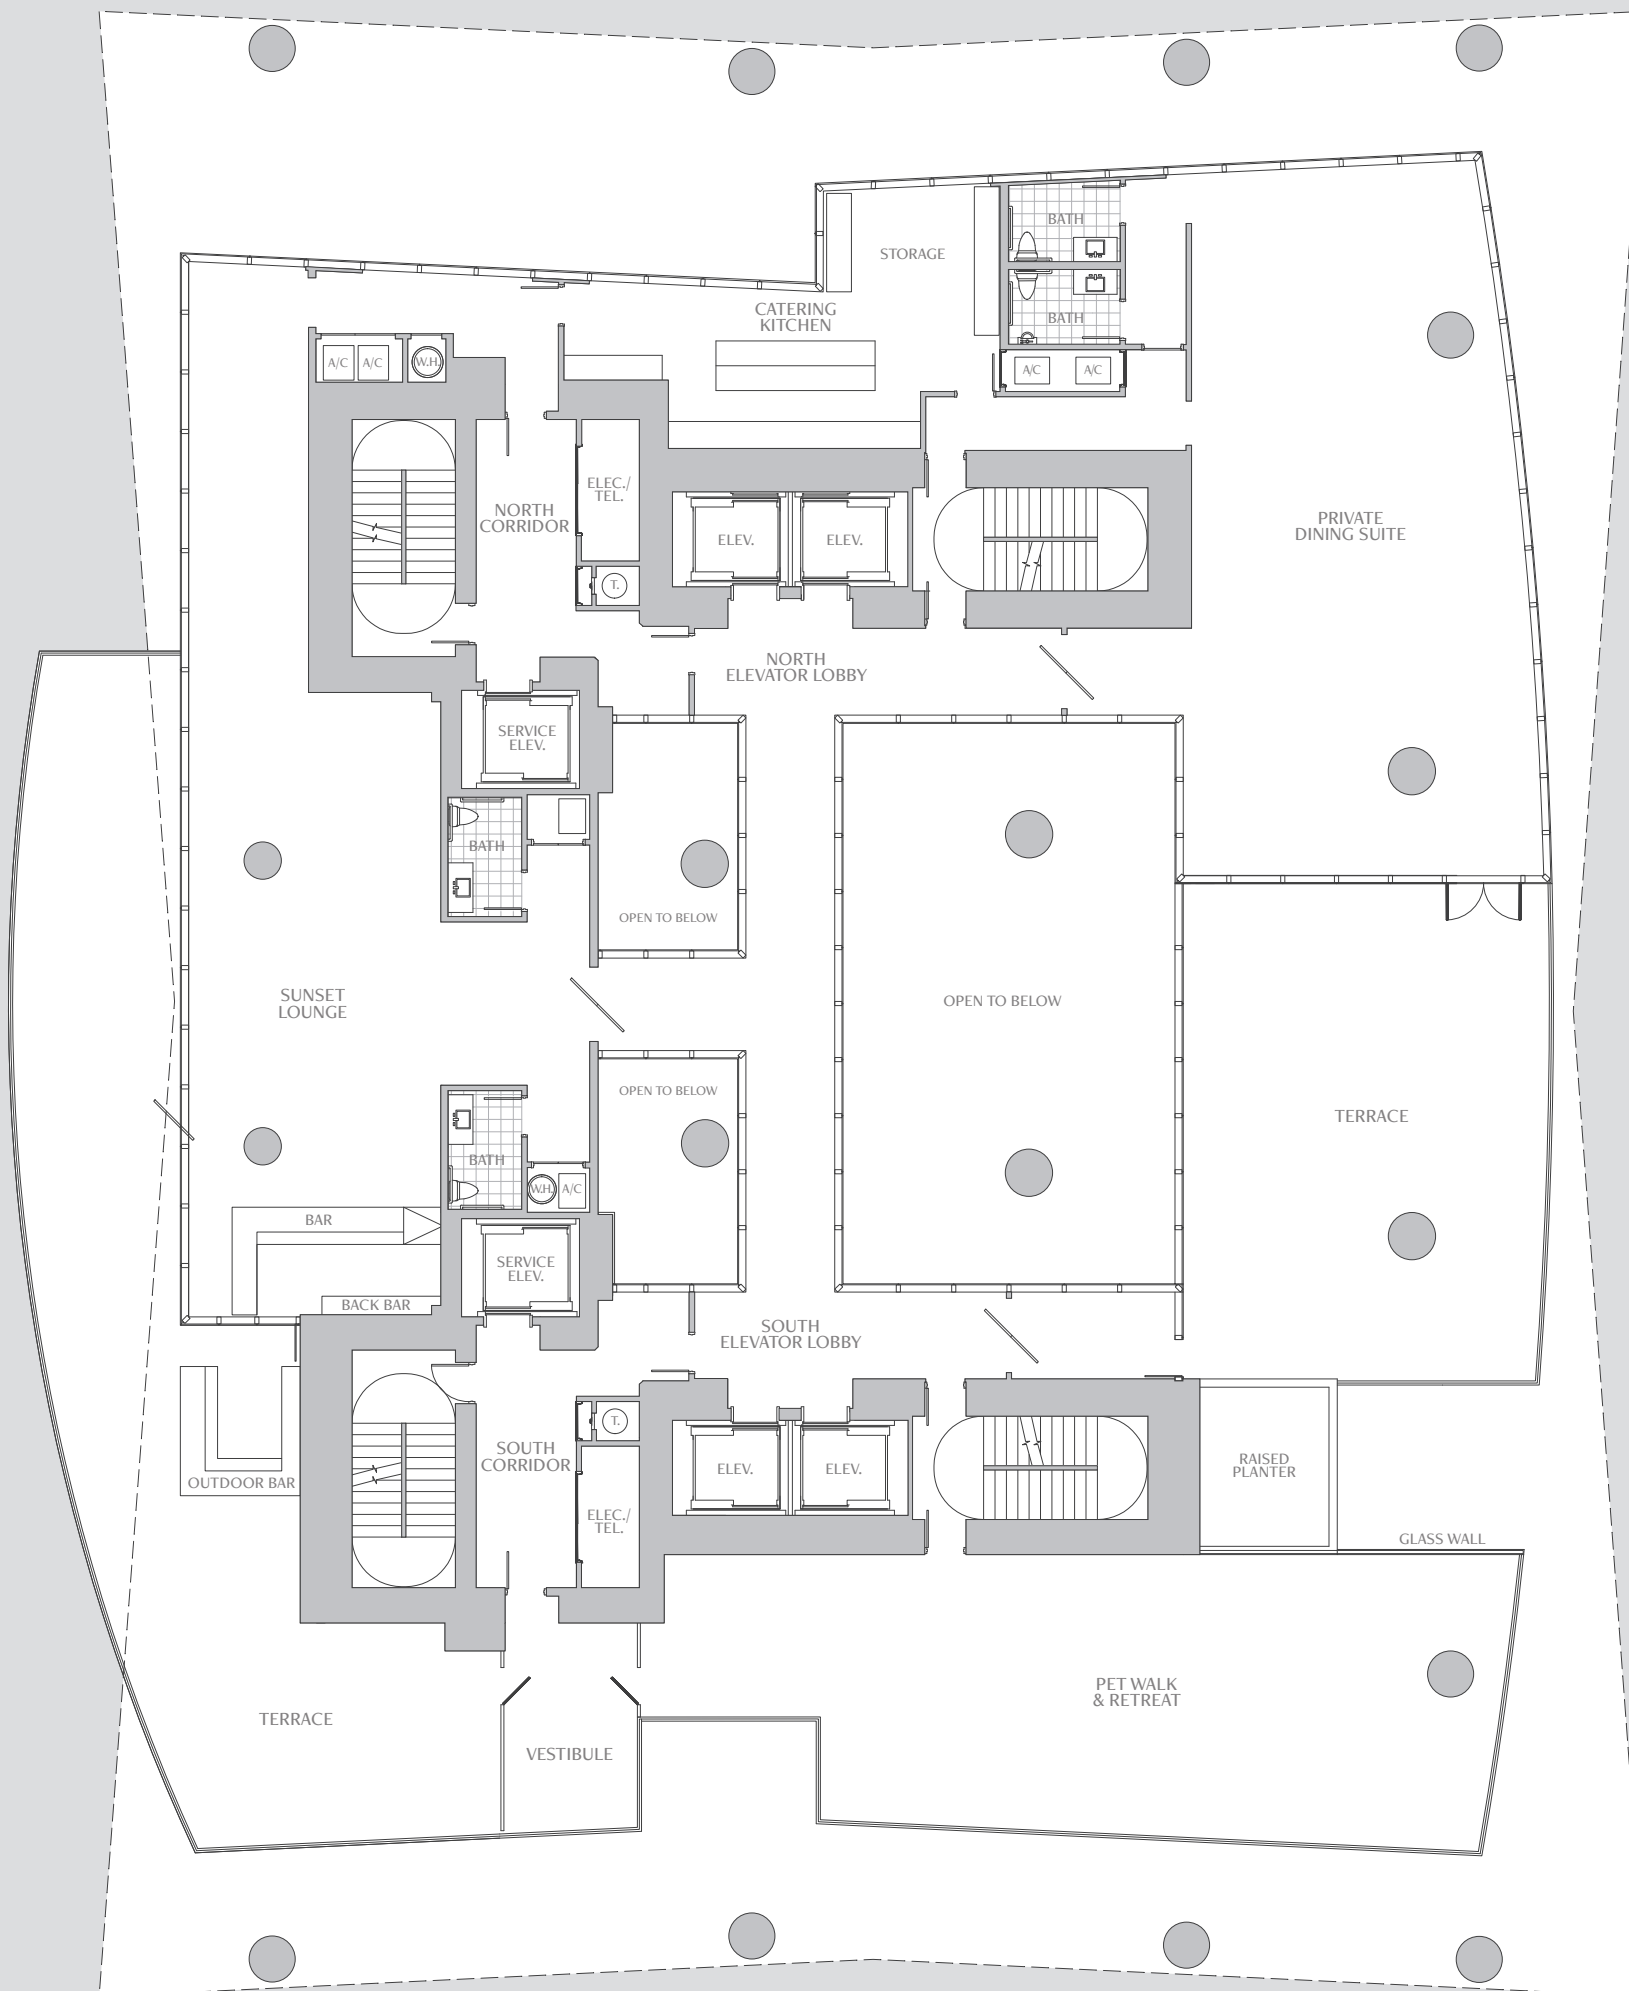 BATH
STORAGE
CATERING
KITCHEN
BATH
A/C
A/C
W.H.
A/C
A/C
ELEC./
TEL.
NORTH
CORRIDOR
ELEV.
ELEV.
PRIVATE
DINING SUITE
T.
NORTH
ELEVATOR LOBBY
SERVICE
ELEV.
BATH
OPEN TO BELOW
SUNSET
LOUNGE
OPEN TO BELOW
OPEN TO BELOW
TERRACE
BATH
W.H.
A/C
BAR
SERVICE
ELEV.
BACK BAR
SOUTH
ELEVATOR LOBBY
T.
SOUTH
CORRIDOR
ELEV.
ELEV.
RAISED
PLANTER
OUTDOOR BAR
ELEC./
TEL.
GLASS WALL
PET WALK
& RETREAT
TERRACE
VESTIBULE